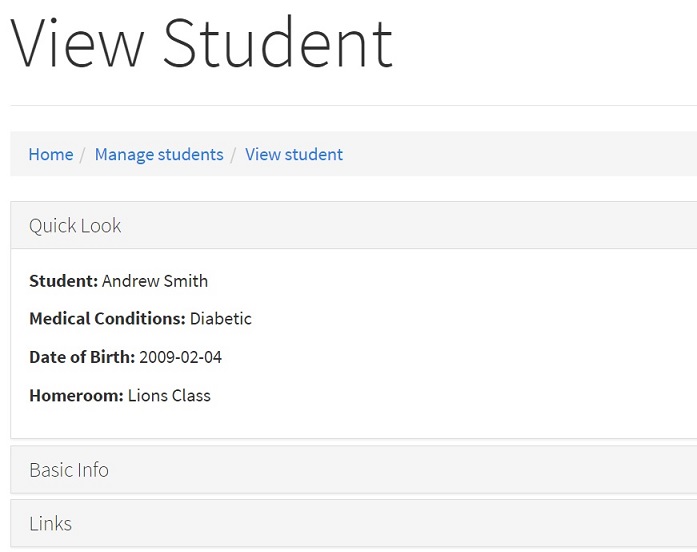 View Student
Home / Manage students / View student
Quick Look
Student: Andrew Smith
Medical Conditions: Diabetic
Date of Birth: 2009-02-04
Homeroom: Lions Class
Basic Info
Links